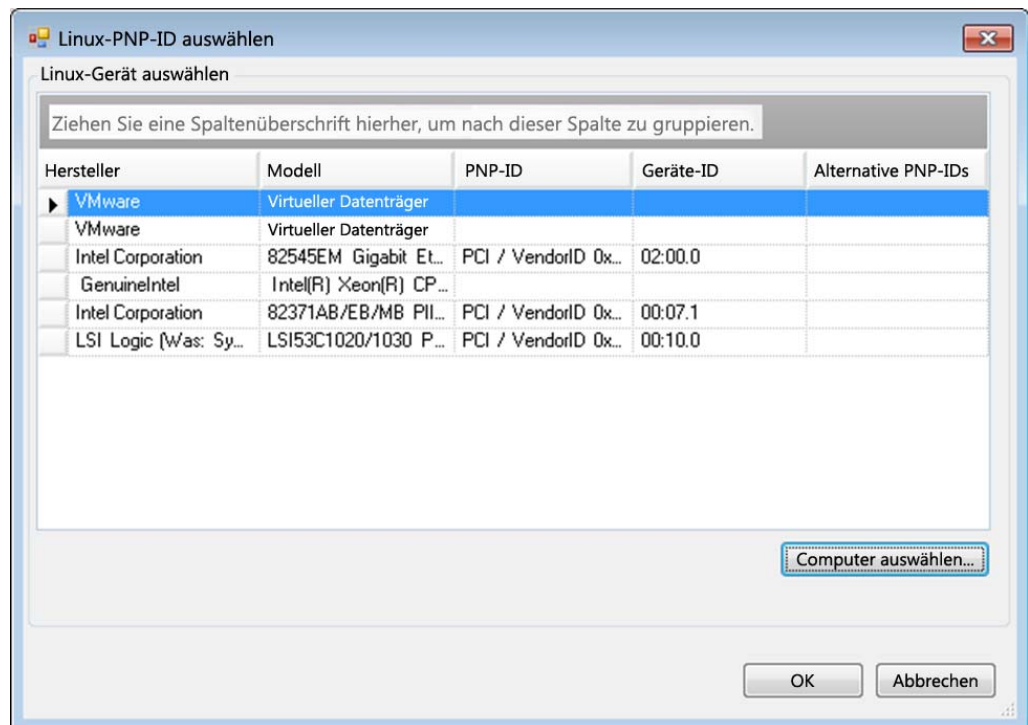 Linux-PNP-ID auswählen
Linux-Gerät auswählen
Ziehen Sie eine Spaltenüberschrift hierher, um nach dieser Spalte zu gruppieren.
Hersteller Modell PNP-ID Geräte-ID Alternative PNP-IDs
VMware Virtueller Datenträger
VMware Virtueller Datenträger
Intel Corporation 82545EM Gigabit Et... PCI / VendorID 0x... 02:00.0
GenuineIntel Intel(R) Xeon(R) CP...
Intel Corporation 82371AB/EB/MB PII... PCI / VendorID 0x... 00:07.1
LSI Logic (Was: Sy... LSI53C1020/1030 P... PCI / VendorID 0x... 00:10.0
Computer auswählen...
OK Abbrechen